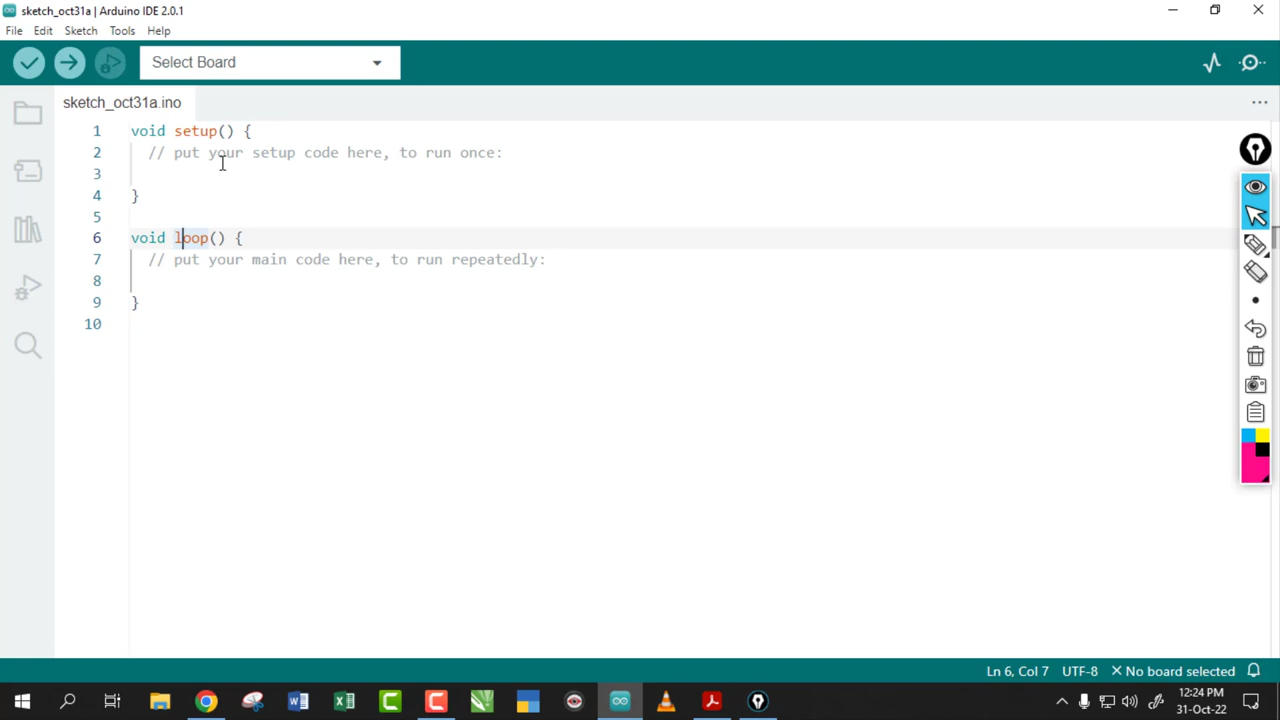 sketch_oct31a | Arduino IDE 2.0.1
File Edit Sketch Tools Help
Select Board
sketch_oct31a.ino
1 void setup() {
2 // put your setup code here, to run once:
3
4 }
5
6 void loop() {
7 // put your main code here, to run repeatedly:
8
9 }
10
Ln 6, Col 7 UTF-8 No board selected
12:24 PM
31-Oct-22